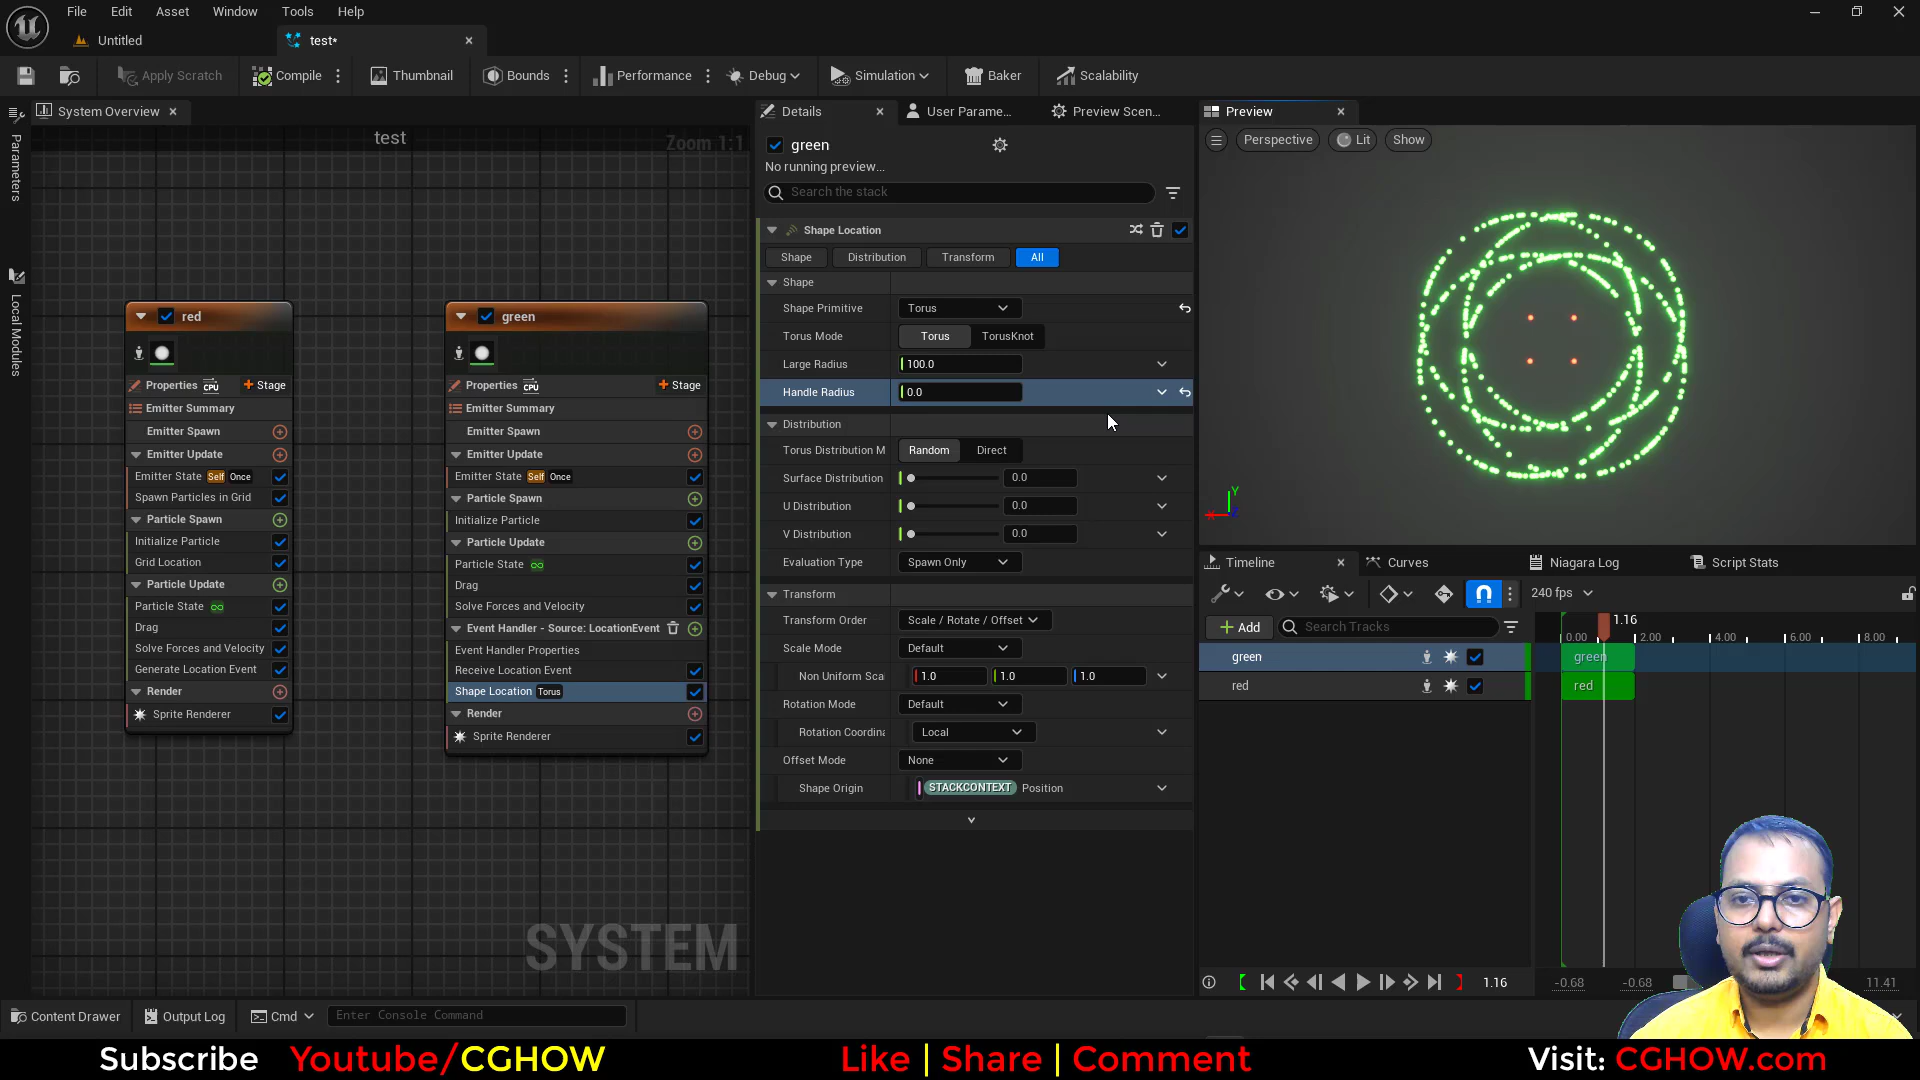 File Edit Asset Window Tools Help
Untitled test*
Apply Scratch Compile Thumbnail Bounds Performance Debug Simulation Baker Scalability
System Overview
Parameters
Local Modules
test
Zoom 1:1
red
Properties CPU Stage
Emitter Summary
Emitter Spawn
Emitter Update
Emitter State Self Once
Spawn Particles in Grid
Particle Spawn
Initialize Particle
Grid Location
Particle Update
Particle State
Drag
Solve Forces and Velocity
Generate Location Event
Render
Sprite Renderer
green
Properties CPU Stage
Emitter Summary
Emitter Spawn
Emitter Update
Emitter State Self Once
Particle Spawn
Initialize Particle
Particle Update
Particle State
Drag
Solve Forces and Velocity
Event Handler - Source: LocationEvent
Event Handler Properties
Receive Location Event
Shape Location Torus
Render
Sprite Renderer
SYSTEM
Details User Parame... Preview Scen...
green
No running preview...
Search the stack
Shape Location
Shape Distribution Transform All
Shape
Shape Primitive Torus
Torus Mode Torus TorusKnot
Large Radius 100.0
Handle Radius 0.0
Distribution
Torus Distribution M Random Direct
Surface Distribution 0.0
U Distribution 0.0
V Distribution 0.0
Evaluation Type Spawn Only
Transform
Transform Order Scale / Rotate / Offset
Scale Mode Default
Non Uniform Sca 1.0 1.0 1.0
Rotation Mode Default
Rotation Coordina Local
Offset Mode None
Shape Origin STACKCONTEXT Position
Preview
Perspective Lit Show
Y
X Z
Timeline Curves Niagara Log Script Stats
240 fps
Add Search Tracks
1.16
0.00 2.00 4.00 6.00 8.00
green green
red red
1.16 -0.68 -0.68 11.41
Content Drawer Output Log Cmd Enter Console Command
Subscribe Youtube/CGHOW Like | Share | Comment Visit: CGHOW.com